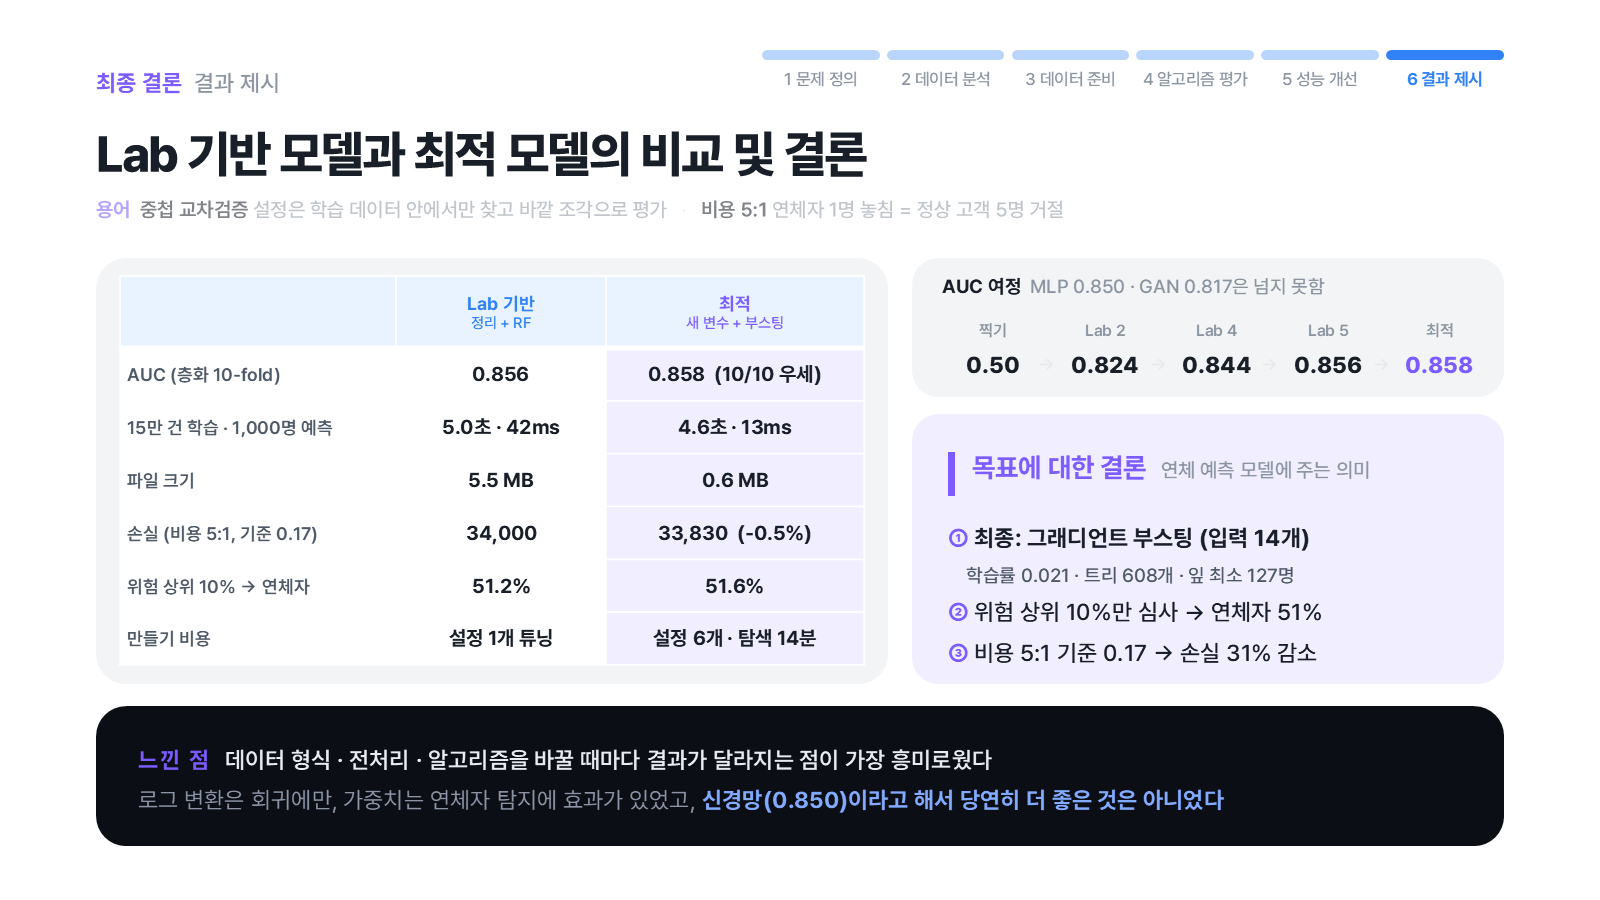 최종 결론 결과 제시
1 문제 정의
2 데이터 분석
3 데이터 준비
4 알고리즘 평가
5 성능 개선
6 결과 제시
Lab 기반 모델과 최적 모델의 비교 및 결론
용어 중첩 교차검증 설정은 학습 데이터 안에서만 찾고 바깥 조각으로 평가 · 비용 5:1 연체자 1명 놓침 = 정상 고객 5명 거절
Lab 기반 최적
정리 + RF 새 변수 + 부스팅
AUC (층화 10-fold) 0.856 0.858 (10/10 우세)
15만 건 학습 · 1,000명 예측 5.0초 · 42ms 4.6초 · 13ms
파일 크기 5.5 MB 0.6 MB
손실 (비용 5:1, 기준 0.17) 34,000 33,830 (-0.5%)
위험 상위 10% → 연체자 51.2% 51.6%
만들기 비용 설정 1개 튜닝 설정 6개 · 탐색 14분
AUC 여정 MLP 0.850 · GAN 0.817은 넘지 못함
찍기 Lab 2 Lab 4 Lab 5 최적
0.50 → 0.824 → 0.844 → 0.856 → 0.858
목표에 대한 결론 연체 예측 모델에 주는 의미
① 최종: 그래디언트 부스팅 (입력 14개)
학습률 0.021 · 트리 608개 · 잎 최소 127명
② 위험 상위 10%만 심사 → 연체자 51%
③ 비용 5:1 기준 0.17 → 손실 31% 감소
느낀 점 데이터 형식 · 전처리 · 알고리즘을 바꿀 때마다 결과가 달라지는 점이 가장 흥미로웠다
로그 변환은 회귀에만, 가중치는 연체자 탐지에 효과가 있었고, 신경망(0.850)이라고 해서 당연히 더 좋은 것은 아니었다